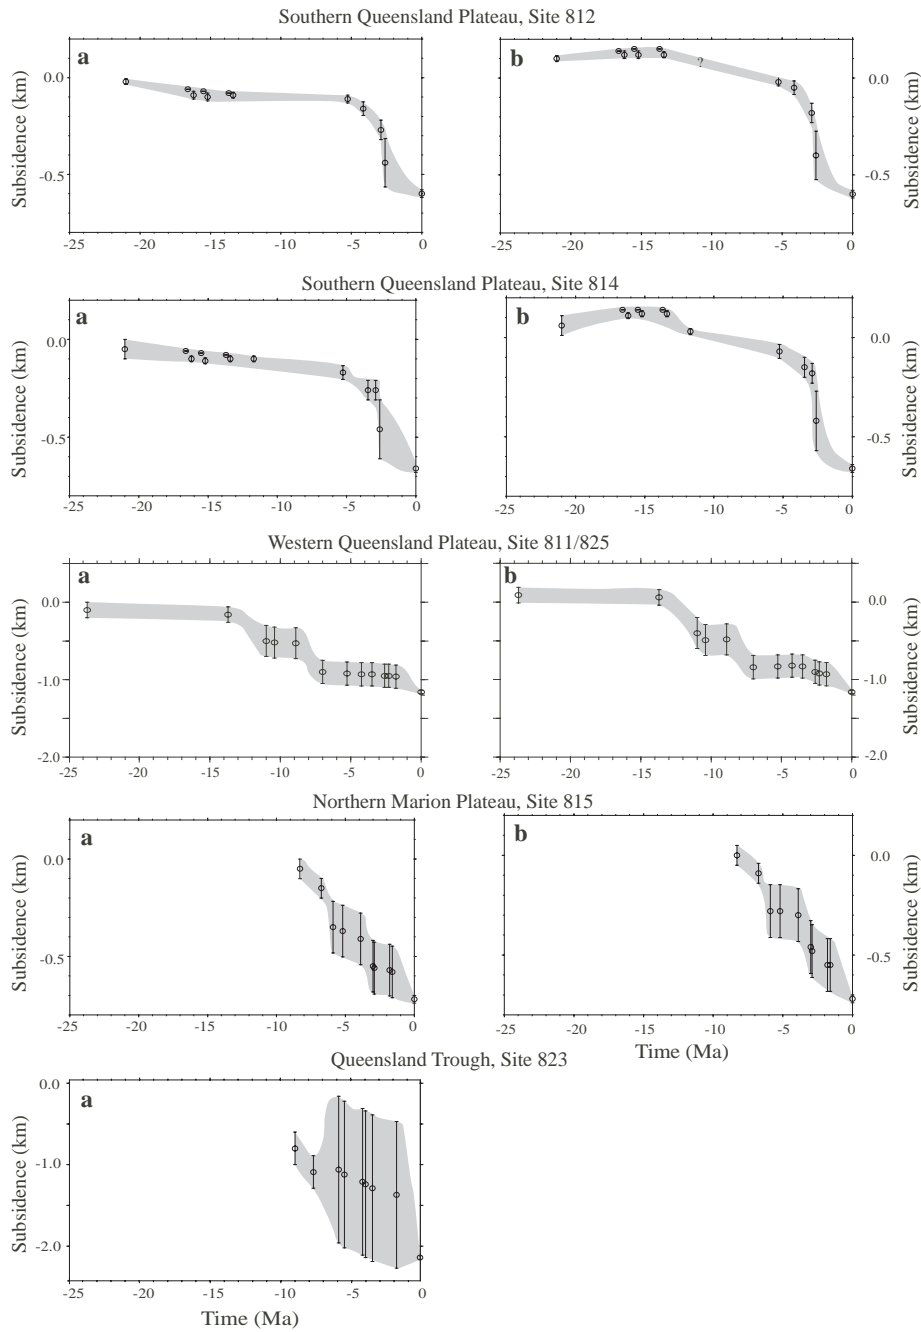 Southern Queensland Plateau, Site 812
a
b
Subsidence (km)
0.0
-0.5
-25 -20 -15 -10 -5 0
-25 -20 -15 -10 -5 0
0.0
-0.5
Subsidence (km)
Southern Queensland Plateau, Site 814
a
b
Subsidence (km)
0.0
-0.5
-25 -20 -15 -10 -5 0
-25 -20 -15 -10 -5 0
0.0
-0.5
Subsidence (km)
Western Queensland Plateau, Site 811/825
a
b
Subsidence (km)
0.0
-1.0
-2.0
-25 -20 -15 -10 -5 0
-25 -20 -15 -10 -5 0
0.0
-1.0
-2.0
Subsidence (km)
Northern Marion Plateau, Site 815
a
b
Subsidence (km)
0.0
-0.5
-25 -20 -15 -10 -5 0
-25 -20 -15 -10 -5 0
0.0
-0.5
Subsidence (km)
Time (Ma)
Queensland Trough, Site 823
a
Subsidence (km)
0.0
-1.0
-2.0
-25 -20 -15 -10 -5 0
Time (Ma)